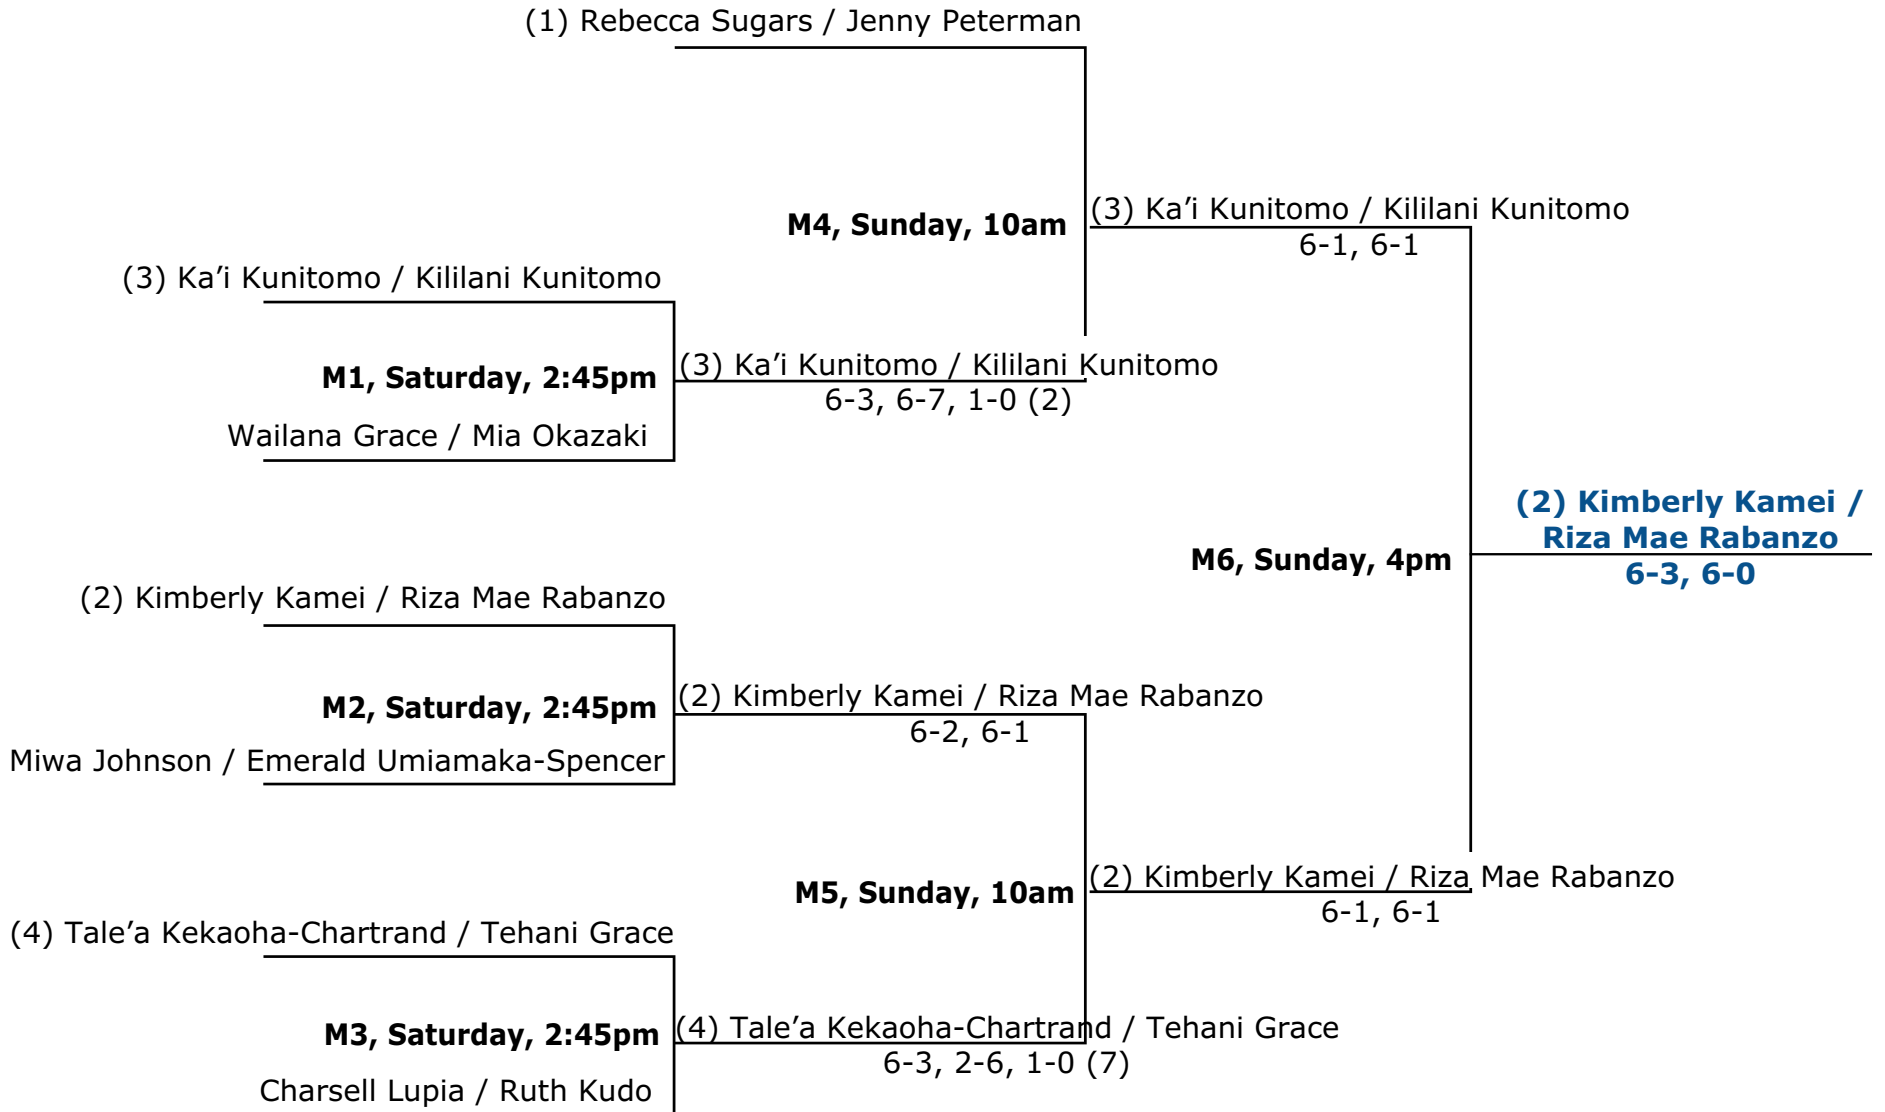 (1) Rebecca Sugars / Jenny Peterman
M4, Sunday, 10am
(3) Ka’i Kunitomo / Kililani Kunitomo
6-1, 6-1
(3) Ka’i Kunitomo / Kililani Kunitomo
M1, Saturday, 2:45pm
(3) Ka’i Kunitomo / Kililani Kunitomo
6-3, 6-7, 1-0 (2)
Wailana Grace / Mia Okazaki
(2) Kimberly Kamei /
Riza Mae Rabanzo
6-3, 6-0
M6, Sunday, 4pm
(2) Kimberly Kamei / Riza Mae Rabanzo
M2, Saturday, 2:45pm
(2) Kimberly Kamei / Riza Mae Rabanzo
6-2, 6-1
Miwa Johnson / Emerald Umiamaka-Spencer
M5, Sunday, 10am
(2) Kimberly Kamei / Riza Mae Rabanzo
6-1, 6-1
(4) Tale’a Kekaoha-Chartrand / Tehani Grace
M3, Saturday, 2:45pm
(4) Tale’a Kekaoha-Chartrand / Tehani Grace
6-3, 2-6, 1-0 (7)
Charsell Lupia / Ruth Kudo